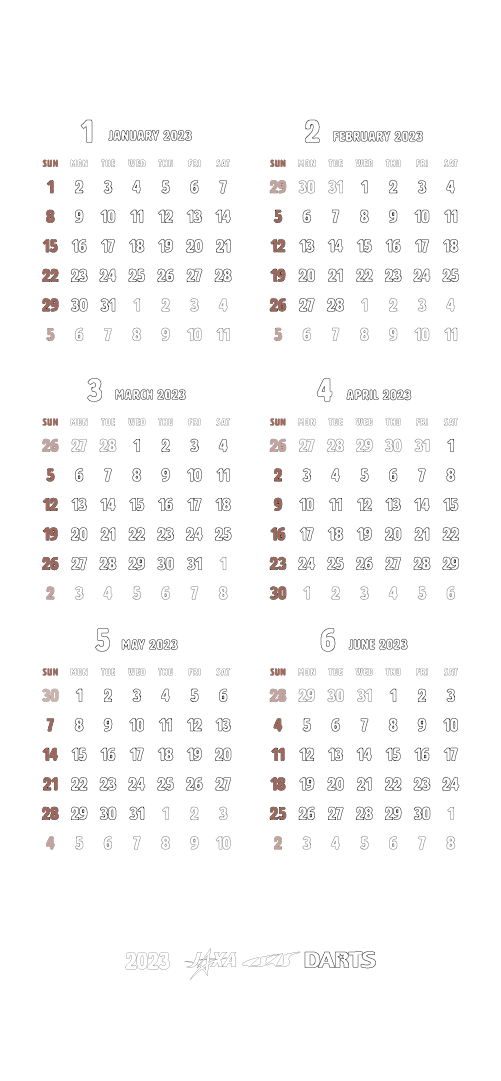 1 JANUARY 2023
SUN MON TUE WED THU FRI SAT
1 2 3 4 5 6 7
8 9 10 11 12 13 14
15 16 17 18 19 20 21
22 23 24 25 26 27 28
29 30 31 1 2 3 4
5 6 7 8 9 10 11
2 FEBRUARY 2023
SUN MON TUE WED THU FRI SAT
29 30 31 1 2 3 4
5 6 7 8 9 10 11
12 13 14 15 16 17 18
19 20 21 22 23 24 25
26 27 28 1 2 3 4
5 6 7 8 9 10 11
3 MARCH 2023
SUN MON TUE WED THU FRI SAT
26 27 28 1 2 3 4
5 6 7 8 9 10 11
12 13 14 15 16 17 18
19 20 21 22 23 24 25
26 27 28 29 30 31 1
2 3 4 5 6 7 8
4 APRIL 2023
SUN MON TUE WED THU FRI SAT
26 27 28 29 30 31 1
2 3 4 5 6 7 8
9 10 11 12 13 14 15
16 17 18 19 20 21 22
23 24 25 26 27 28 29
30 1 2 3 4 5 6
5 MAY 2023
SUN MON TUE WED THU FRI SAT
30 1 2 3 4 5 6
7 8 9 10 11 12 13
14 15 16 17 18 19 20
21 22 23 24 25 26 27
28 29 30 31 1 2 3
4 5 6 7 8 9 10
6 JUNE 2023
SUN MON TUE WED THU FRI SAT
28 29 30 31 1 2 3
4 5 6 7 8 9 10
11 12 13 14 15 16 17
18 19 20 21 22 23 24
25 26 27 28 29 30 1
2 3 4 5 6 7 8
2023 JAXA DARTS